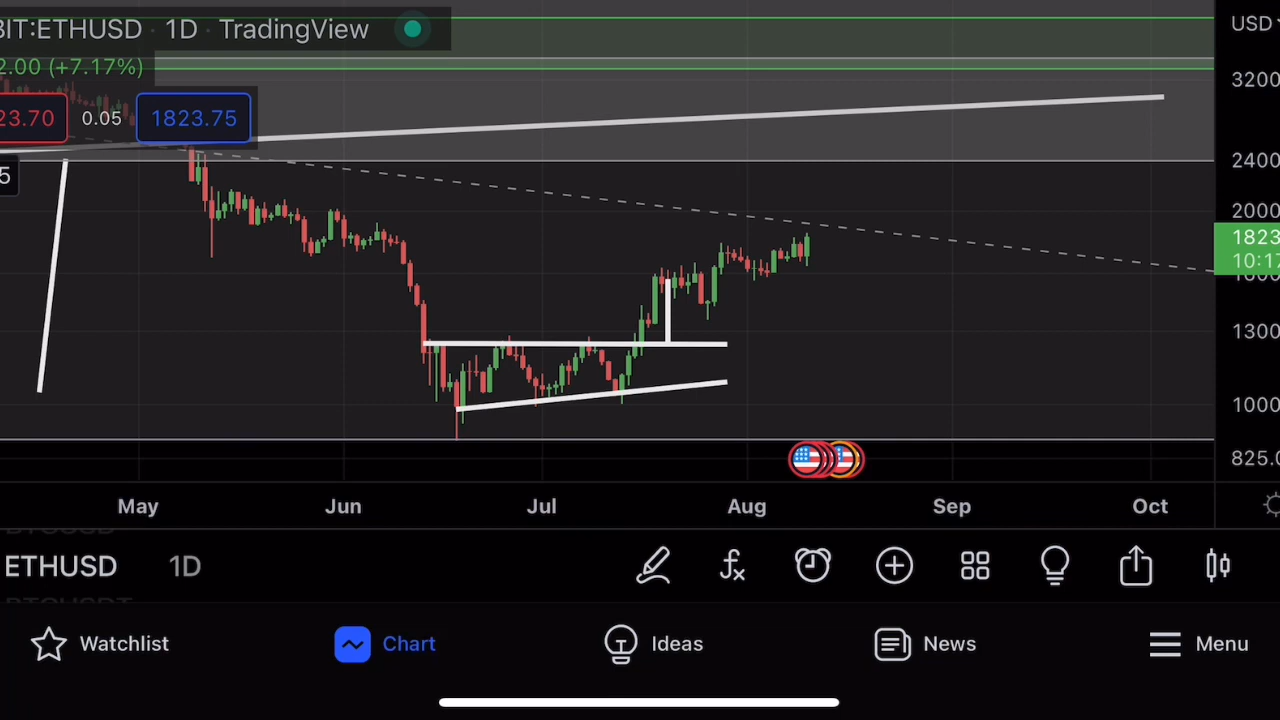 BIT:ETHUSD · 1D · TradingView
USD
2.00 (+7.17%)
3200
23.70
0.05
1823.75
2400
5
2000
1823
10:17
1300
1000
825.0
May
Jun
Jul
Aug
Sep
Oct
ETHUSD
1D
Watchlist
Chart
Ideas
News
Menu